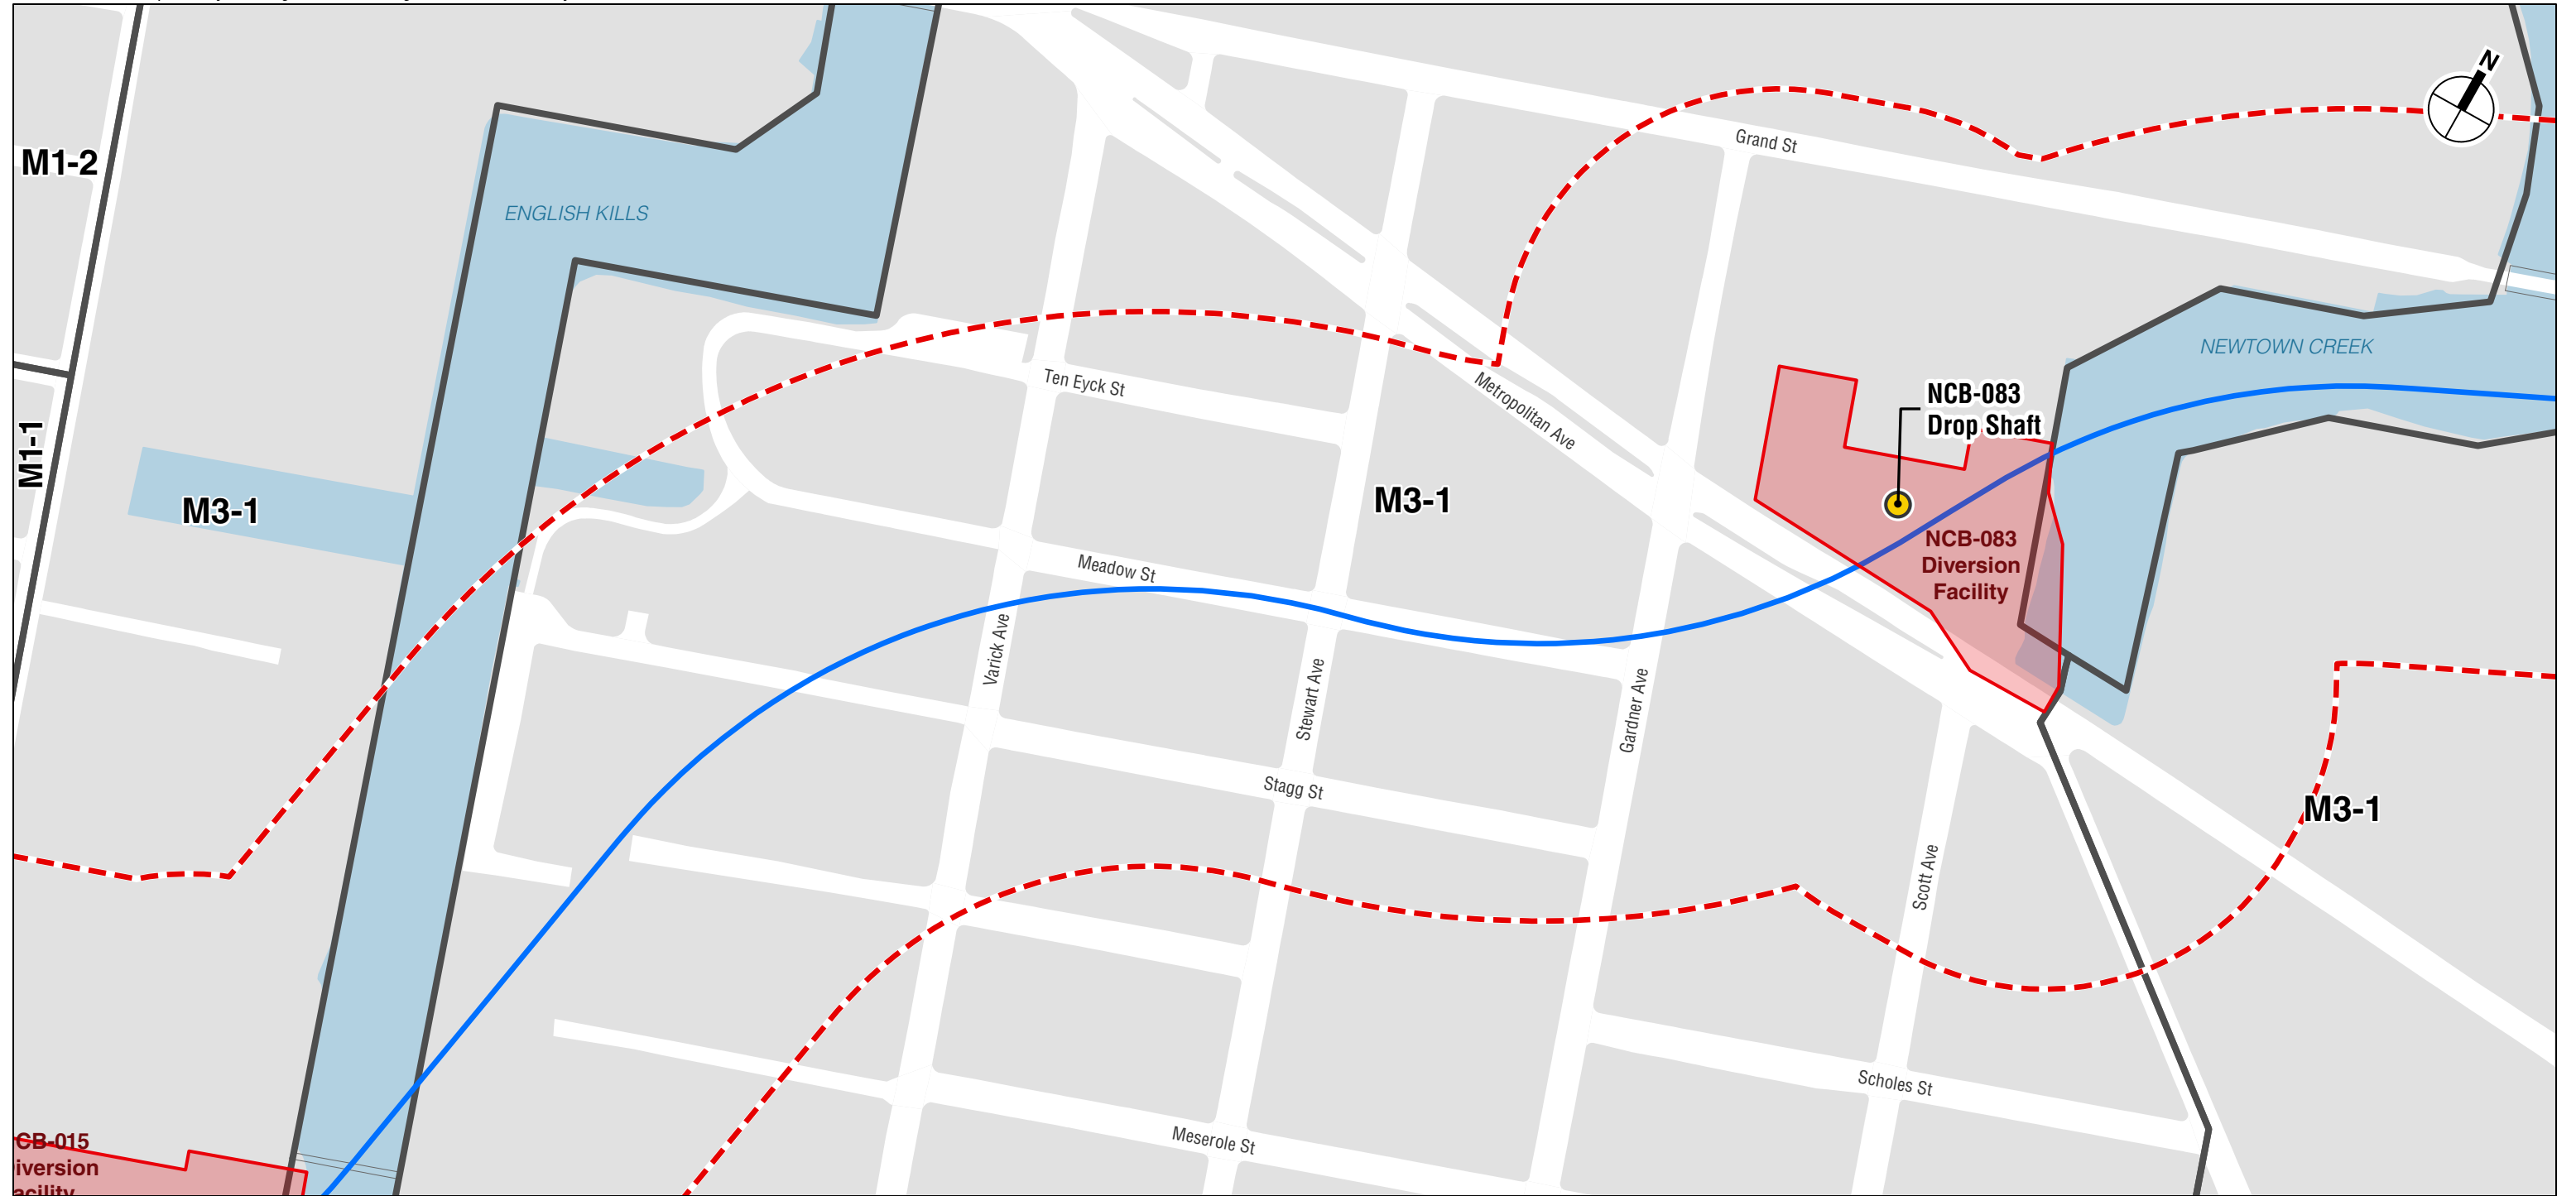 N
M1-2
Grand St
ENGLISH KILLS
NEWTOWN CREEK
Ten Eyck St
Metropolitan Ave
NCB-083
Drop Shaft
M1-1
M3-1
M3-1
NCB-083
Diversion
Facility
Meadow St
Varick Ave
Stewart Ave
Gardner Ave
Stagg St
M3-1
Scott Ave
Scholes St
Meserole St
CB-015
iversion
acility